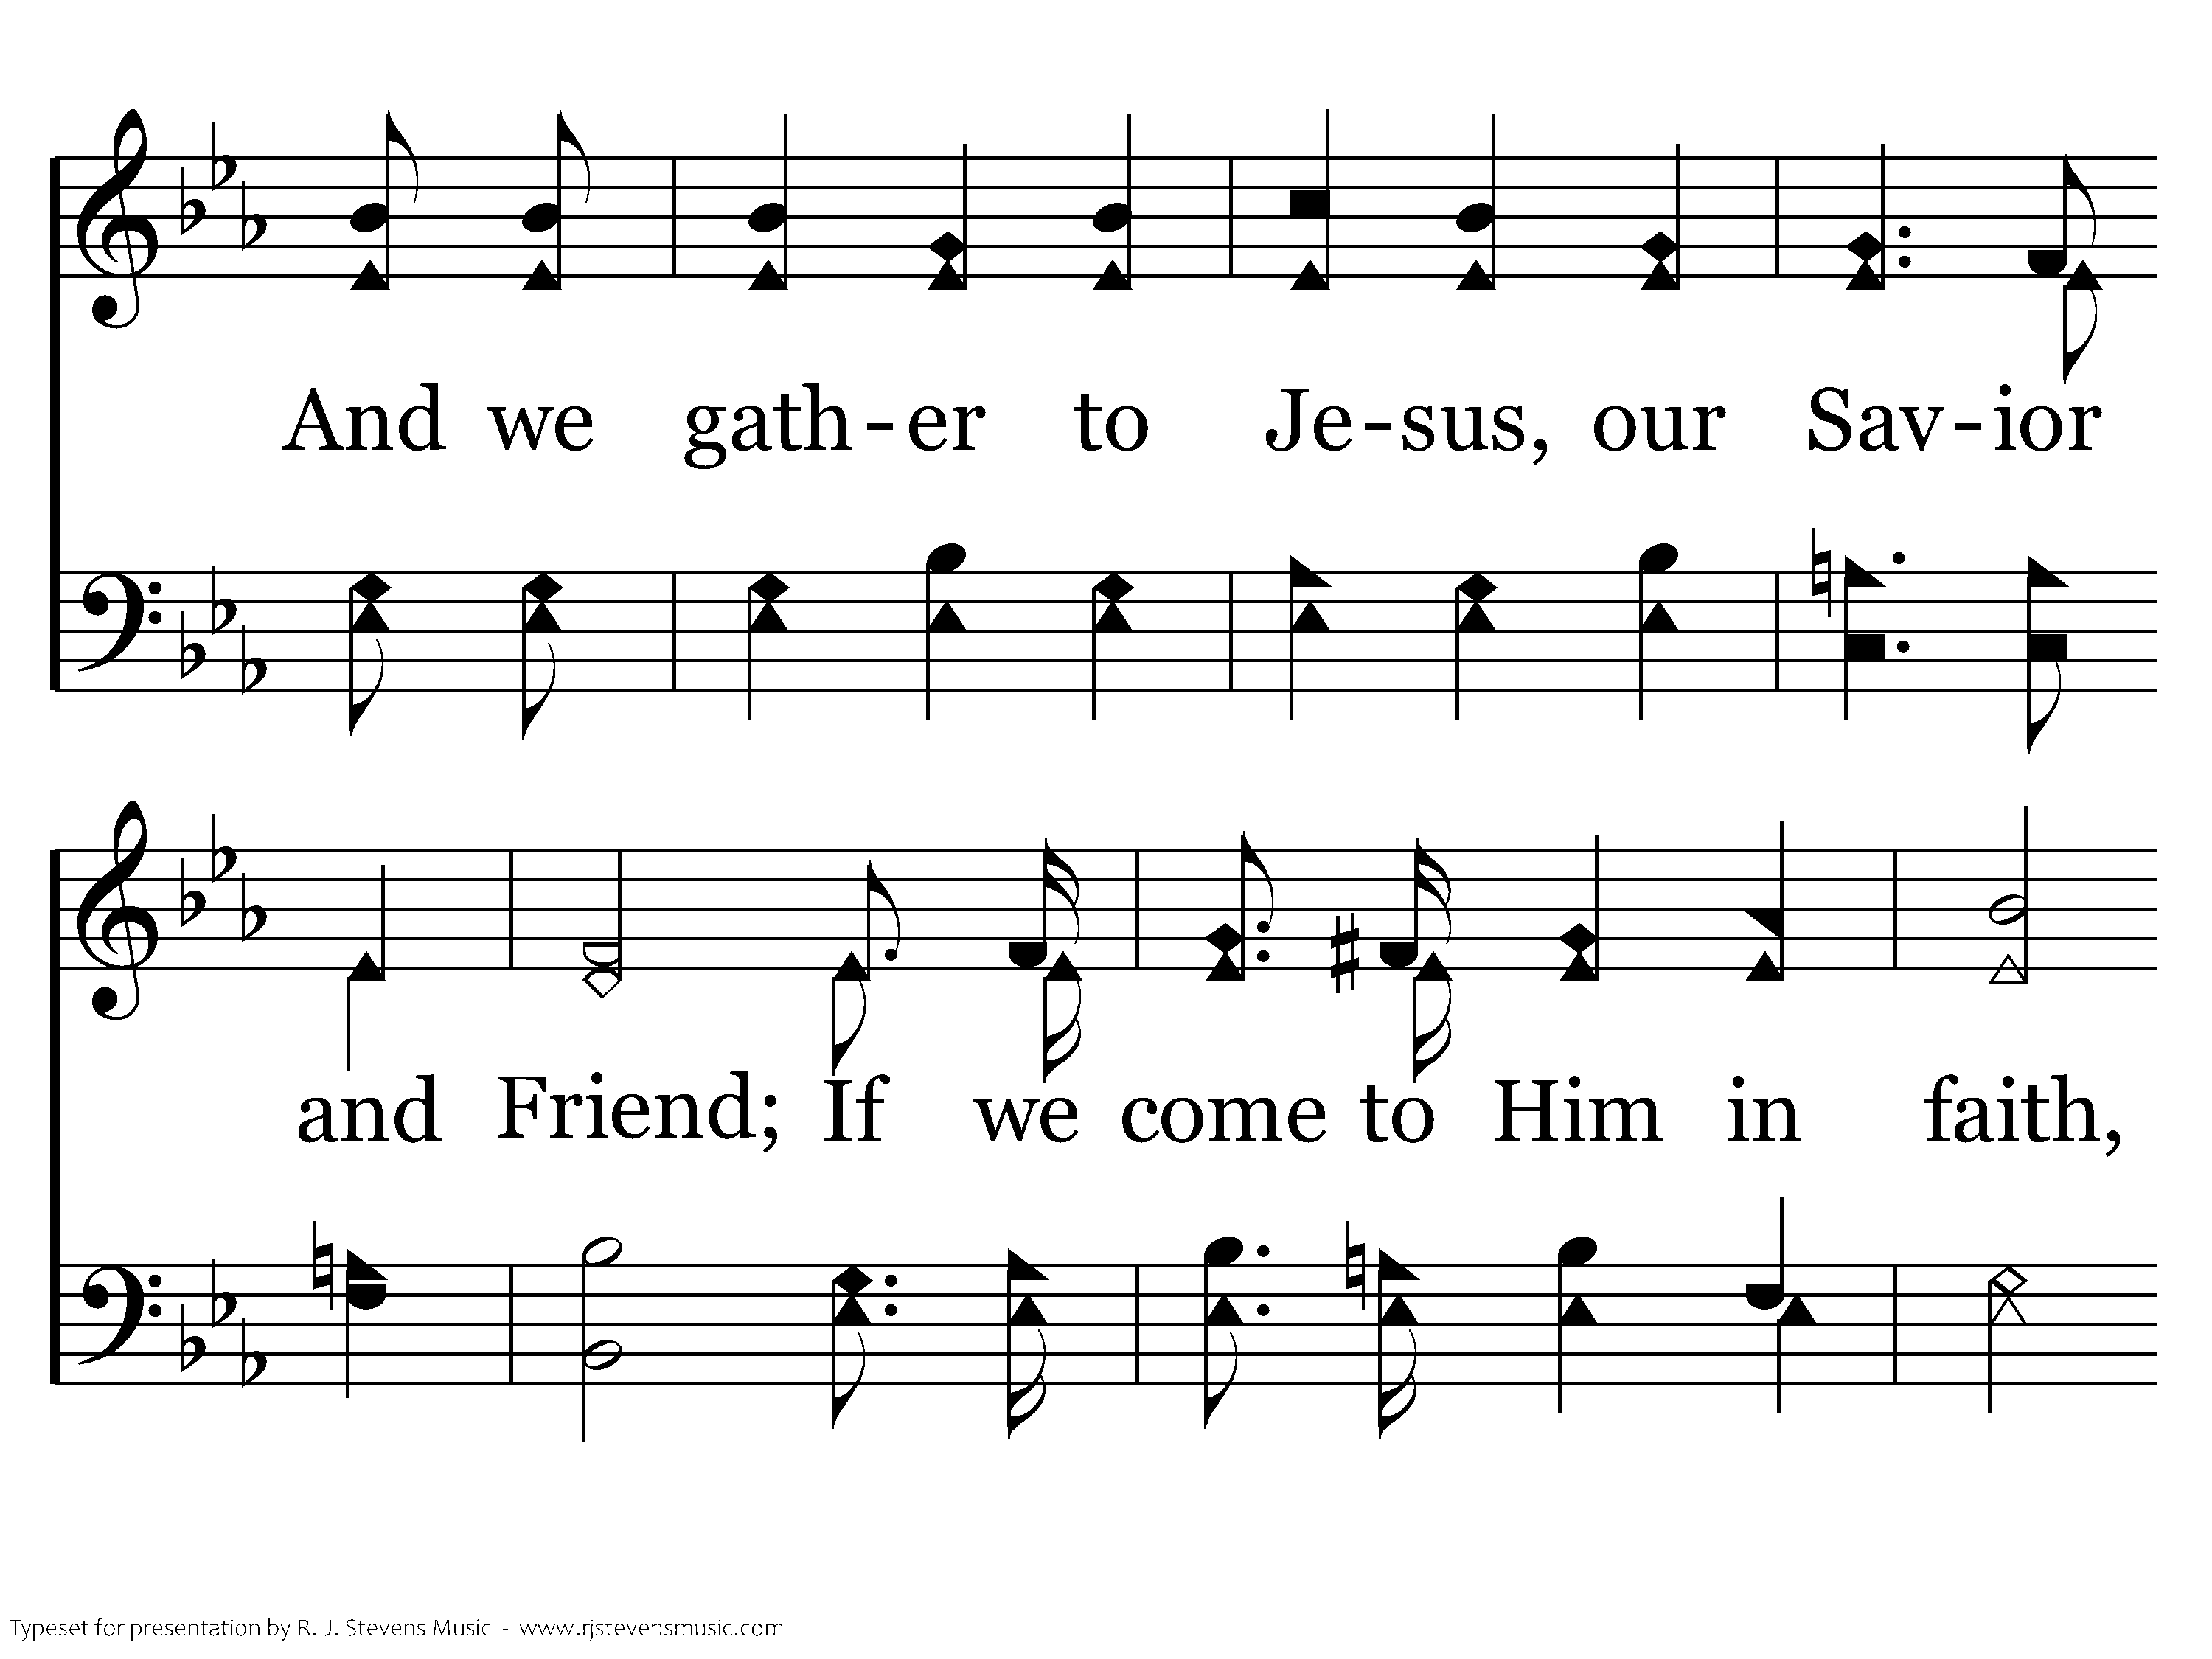 And we gath-er to Je-sus, our Sav-ior
and Friend; If we come to Him in faith,
Typeset for presentation by R. J. Stevens Music - www.rjstevensmusic.com